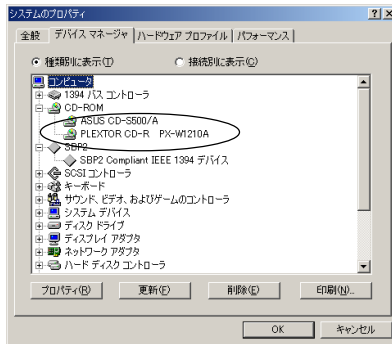 システムのプロパティ
全般 デバイス マネージャ ハードウェア プロファイル パフォーマンス
種類別に表示(T) 接続別に表示(C)
コンピュータ
1394 バス コントローラ
CD-ROM
ASUS CD-S500/A
PLEXTOR CD-R PX-W1210A
SBP2
SBP2 Compliant IEEE 1394 デバイス
SCSI コントローラ
キーボード
サウンド、ビデオ、およびゲームのコントローラ
システム デバイス
ディスク ドライブ
ディスプレイ アダプタ
ネットワーク アダプタ
ハード ディスク コントローラ
プロパティ(R) 更新(F) 削除(E) 印刷(N)...
OK キャンセル